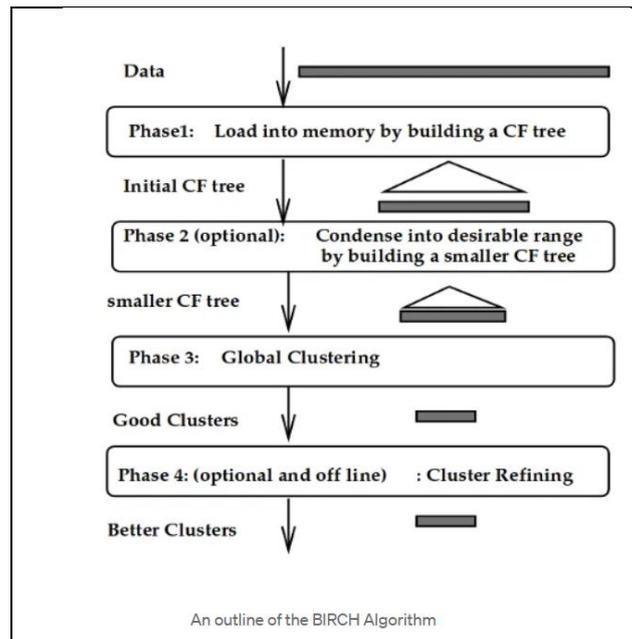 Data
Phase1: Load into memory by building a CF tree
Initial CF tree
Phase 2 (optional): Condense into desirable range
by building a smaller CF tree
smaller CF tree
Phase 3: Global Clustering
Good Clusters
Phase 4: (optional and off line) : Cluster Refining
Better Clusters
An outline of the BIRCH Algorithm